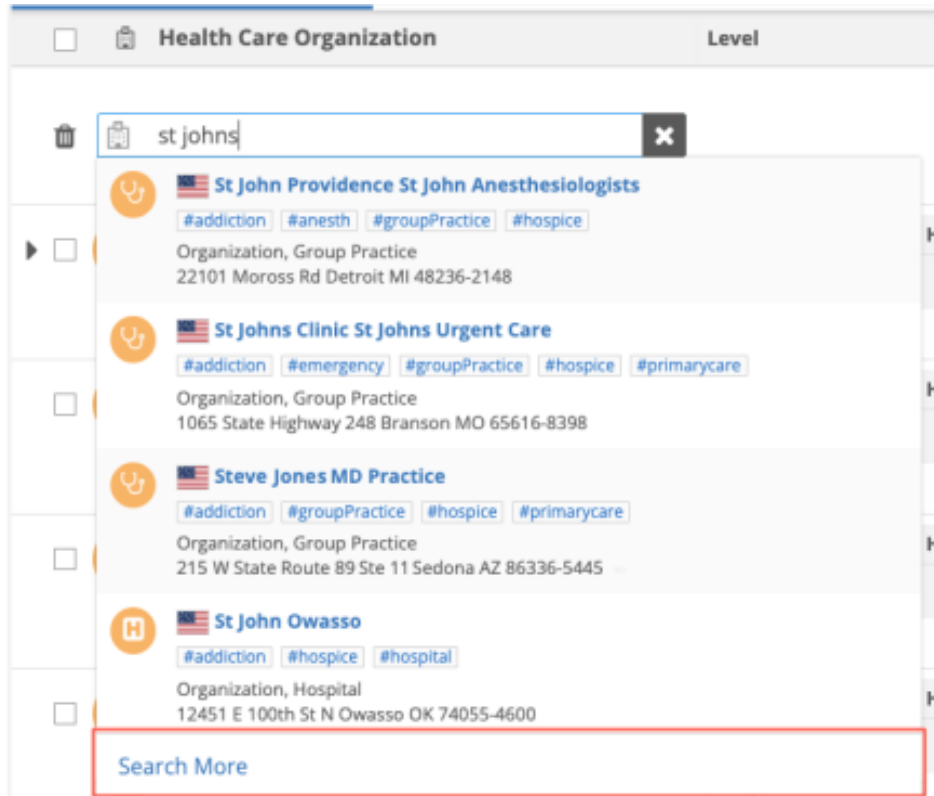 Health Care Organization Level
st johns
St John Providence St John Anesthesiologists
#addiction #anesth #groupPractice #hospice
Organization, Group Practice
22101 Moross Rd Detroit MI 48236-2148
St Johns Clinic St Johns Urgent Care
#addiction #emergency #groupPractice #hospice #primarycare
Organization, Group Practice
1065 State Highway 248 Branson MO 65616-8398
Steve Jones MD Practice
#addiction #groupPractice #hospice #primarycare
Organization, Group Practice
215 W State Route 89 Ste 11 Sedona AZ 86336-5445
H St John Owasso
#addiction #hospice #hospital
Organization, Hospital
12451 E 100th St N Owasso OK 74055-4600
Search More